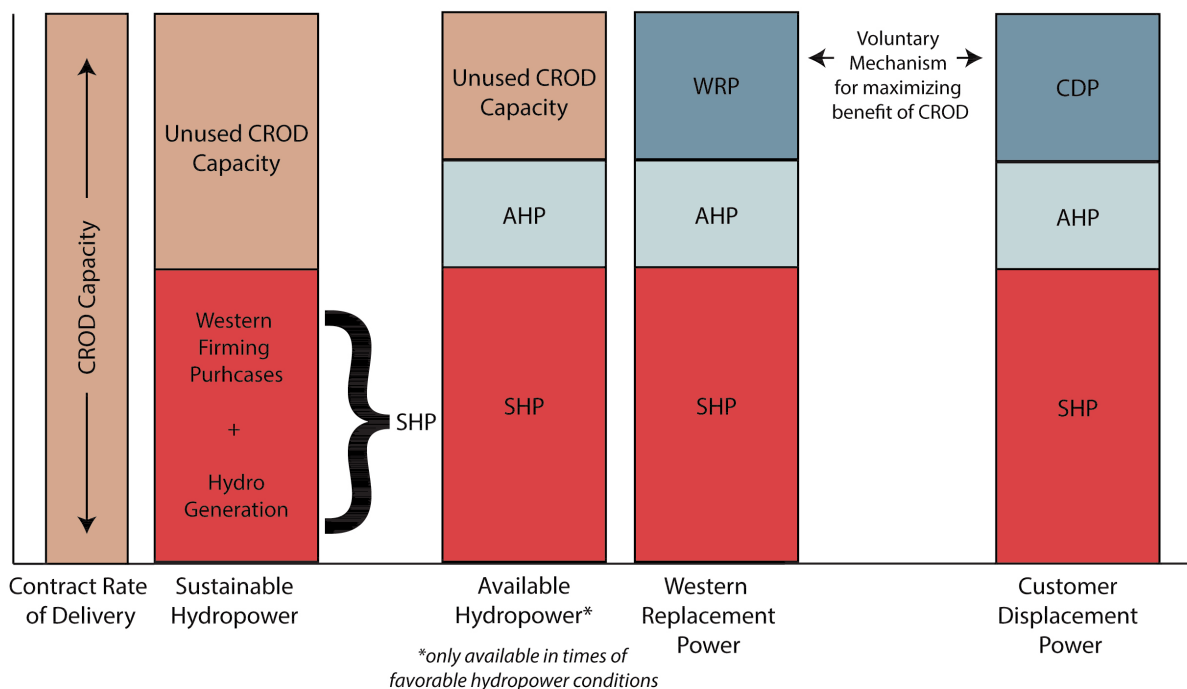 CROD Capacity
Unused CROD
Capacity
Western
Firming
Purhcases
+
Hydro
Generation
SHP
Unused CROD
Capacity
AHP
SHP
WRP
AHP
SHP
Voluntary
Mechanism
for maximizing
benefit of CROD
CDP
AHP
SHP
Contract Rate
of Delivery
Sustainable
Hydropower
Available
Hydropower*
*only available in times of
favorable hydropower conditions
Western
Replacement
Power
Customer
Displacement
Power